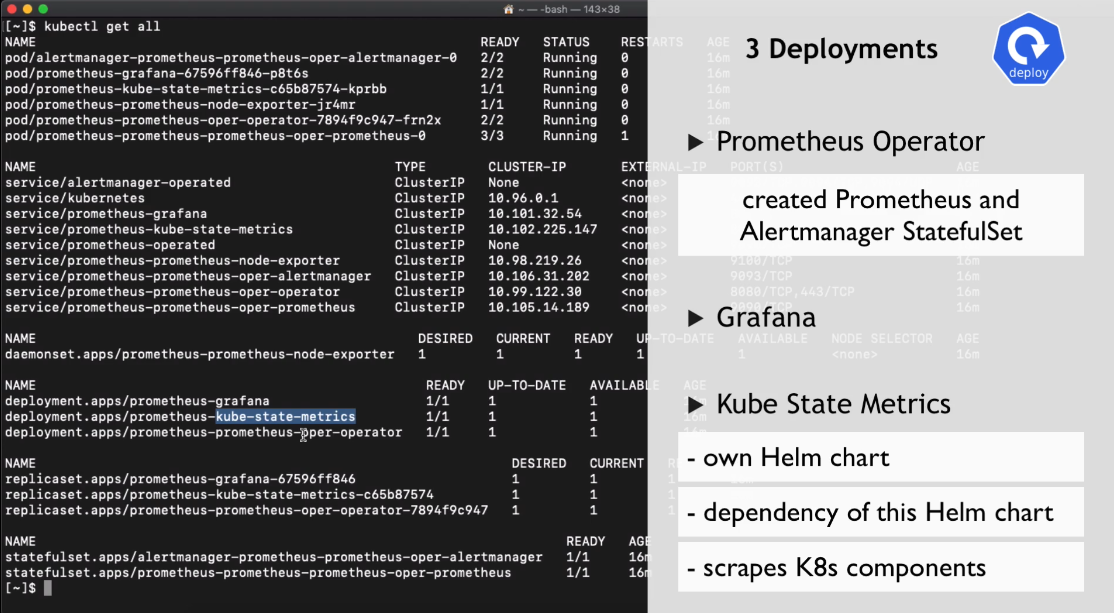 ~ — -bash — 143×38
[~]$ kubectl get all
NAME READY STATUS RESTARTS AGE
pod/alertmanager-prometheus-prometheus-oper-alertmanager-0 2/2 Running 0 16m
pod/prometheus-grafana-67596ff846-p8t6s 2/2 Running 0 16m
pod/prometheus-kube-state-metrics-c65b87574-kprbb 1/1 Running 0 16m
pod/prometheus-prometheus-node-exporter-jr4mr 1/1 Running 0 16m
pod/prometheus-prometheus-oper-operator-7894f9c947-frn2x 2/2 Running 0 16m
pod/prometheus-prometheus-prometheus-oper-prometheus-0 3/3 Running 1
NAME TYPE CLUSTER-IP EXTERNAL-IP PORT(S) AGE
service/alertmanager-operated ClusterIP None <none>
service/kubernetes ClusterIP 10.96.0.1 <none>
service/prometheus-grafana ClusterIP 10.101.32.54 <none>
service/prometheus-kube-state-metrics ClusterIP 10.102.225.147 <none>
service/prometheus-operated ClusterIP None <none>
service/prometheus-prometheus-node-exporter ClusterIP 10.98.219.26 <none> 9100/TCP 16m
service/prometheus-prometheus-oper-alertmanager ClusterIP 10.106.31.202 <none> 9093/TCP 16m
service/prometheus-prometheus-oper-operator ClusterIP 10.99.122.30 <none> 8080/TCP,443/TCP 16m
service/prometheus-prometheus-oper-prometheus ClusterIP 10.105.14.189 <none> 16m
NAME DESIRED CURRENT READY UP-TO-DATE AVAILABLE NODE SELECTOR AGE
daemonset.apps/prometheus-prometheus-node-exporter 1 1 1 1 1 <none> 16m
NAME READY UP-TO-DATE AVAILABLE AGE
deployment.apps/prometheus-grafana 1/1 1 1
deployment.apps/prometheus-kube-state-metrics 1/1 1 1 16m
deployment.apps/prometheus-prometheus-oper-operator 1/1 1 1
NAME DESIRED CURRENT
replicaset.apps/prometheus-grafana-67596ff846 1 1
replicaset.apps/prometheus-kube-state-metrics-c65b87574 1 1
replicaset.apps/prometheus-prometheus-oper-operator-7894f9c947 1 1
NAME READY AGE
statefulset.apps/alertmanager-prometheus-prometheus-oper-alertmanager 1/1 16m
statefulset.apps/prometheus-prometheus-prometheus-oper-prometheus 1/1 16m
[~]$
3 Deployments
deploy
Prometheus Operator
created Prometheus and
Alertmanager StatefulSet
Grafana
Kube State Metrics
- own Helm chart
- dependency of this Helm chart
- scrapes K8s components